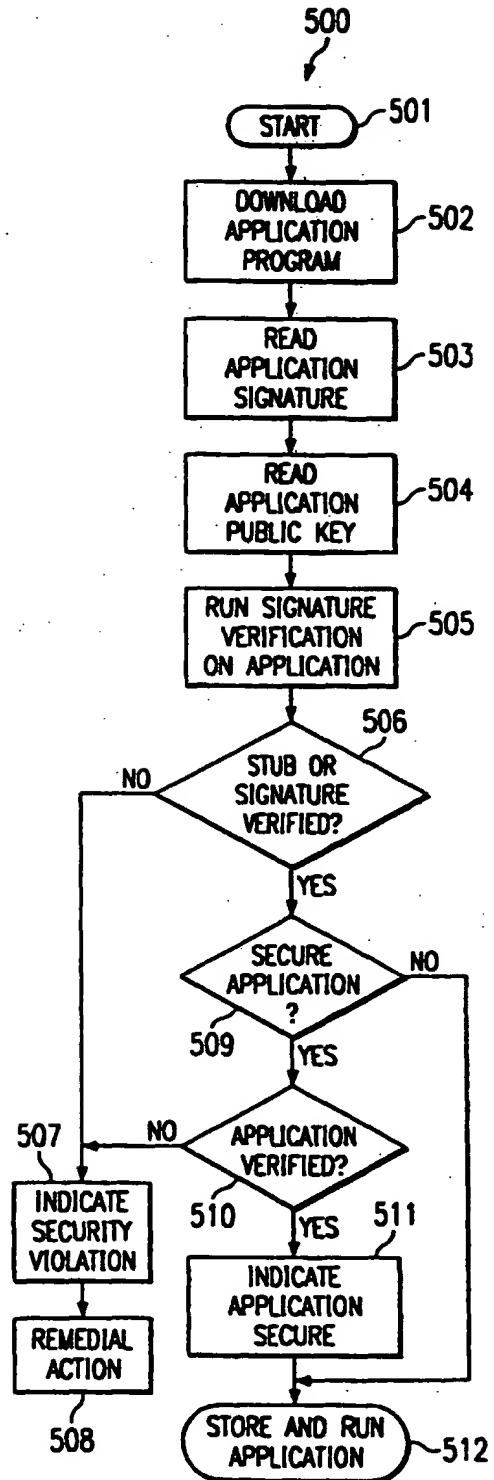 500
START
501
DOWNLOAD
APPLICATION
PROGRAM
502
READ
APPLICATION
SIGNATURE
503
READ
APPLICATION
PUBLIC KEY
504
RUN SIGNATURE
VERIFICATION
ON APPLICATION
505
506
NO
STUB OR
SIGNATURE
VERIFIED?
YES
SECURE
APPLICATION
?
NO
509
YES
507
NO
APPLICATION
VERIFIED?
510
YES
511
INDICATE
SECURITY
VIOLATION
INDICATE
APPLICATION
SECURE
REMEDIAL
ACTION
508
STORE AND RUN
APPLICATION
512